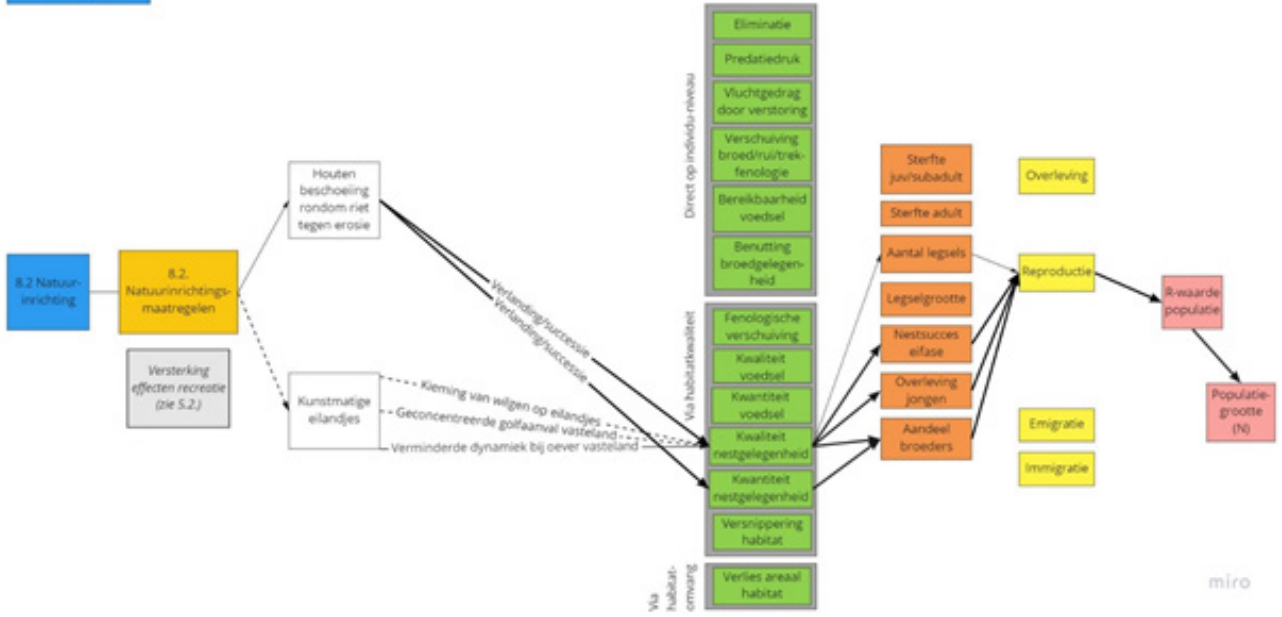 8.2 Natuur-
inrichting
8.2.
Natuurinrichtings-
maatregelen
Versterking
effecten recreatie
(zie 5.2.)
Houten
beschoeiing
rondom riet
tegen erosie
Kunstmatige
eilandjes
Verlanding/successie
Verlanding/successie
Kieming van wilgen op eilandjes
Geconcentreerde golfaanval vasteland
Verminderde dynamiek bij oever vasteland
Direct op individu-niveau
Eliminatie
Predatiedruk
Vluchtgedrag
door verstoring
Verschuiving
broed/rui/trek-
fenologie
Bereikbaarheid
voedsel
Benutting
broedgelegen-
heid
Via habitatkwaliteit
Fenologische
verschuiving
Kwaliteit
voedsel
Kwantiteit
voedsel
Kwaliteit
nestgelegenheid
Kwantiteit
nestgelegenheid
Versnippering
habitat
Via
habitat-
omvang
Verlies areaal
habitat
Sterfte
juv/subadult
Sterfte adult
Aantal legsels
Legselgrootte
Nestsucces
eifase
Overleving
jongen
Aandeel
broeders
Overleving
Reproductie
Emigratie
Immigratie
R-waarde
populatie
Populatie-
grootte
(N)
miro